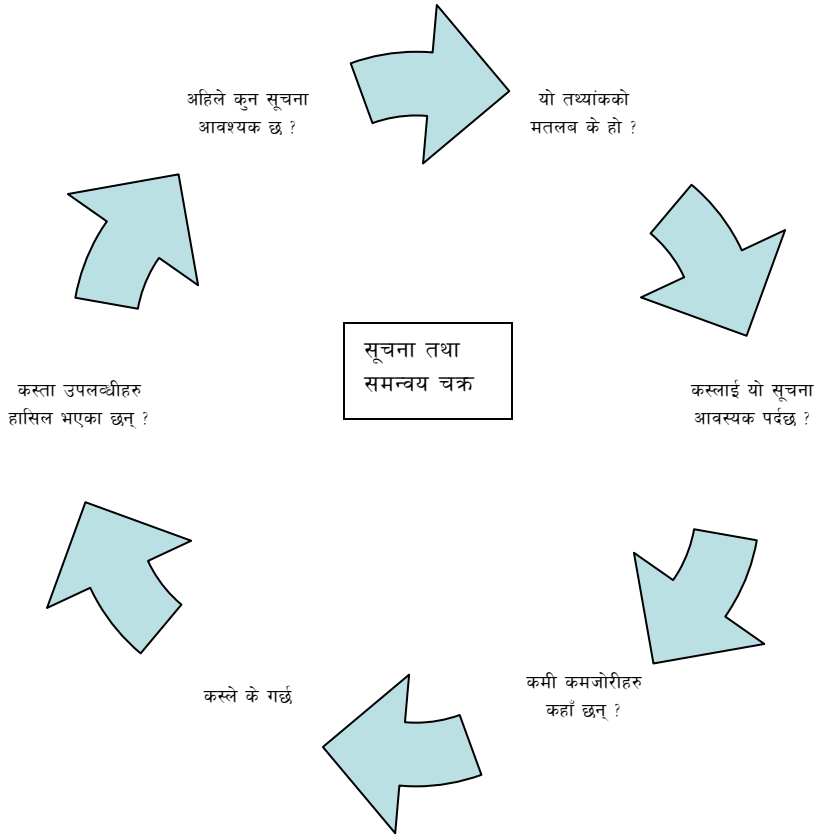 अहिले कुन सूचना
आवश्यक छ ?
यो तथ्यांकको
मतलब के हो ?
सूचना तथा
समन्वय चक्र
कस्ता उपलव्धीहरु
हासिल भएका छन् ?
कस्लाई यो सूचना
आवस्यक पर्दछ ?
कस्ले के गर्छ
कमी कमजोरीहरु
कहाँ छन् ?